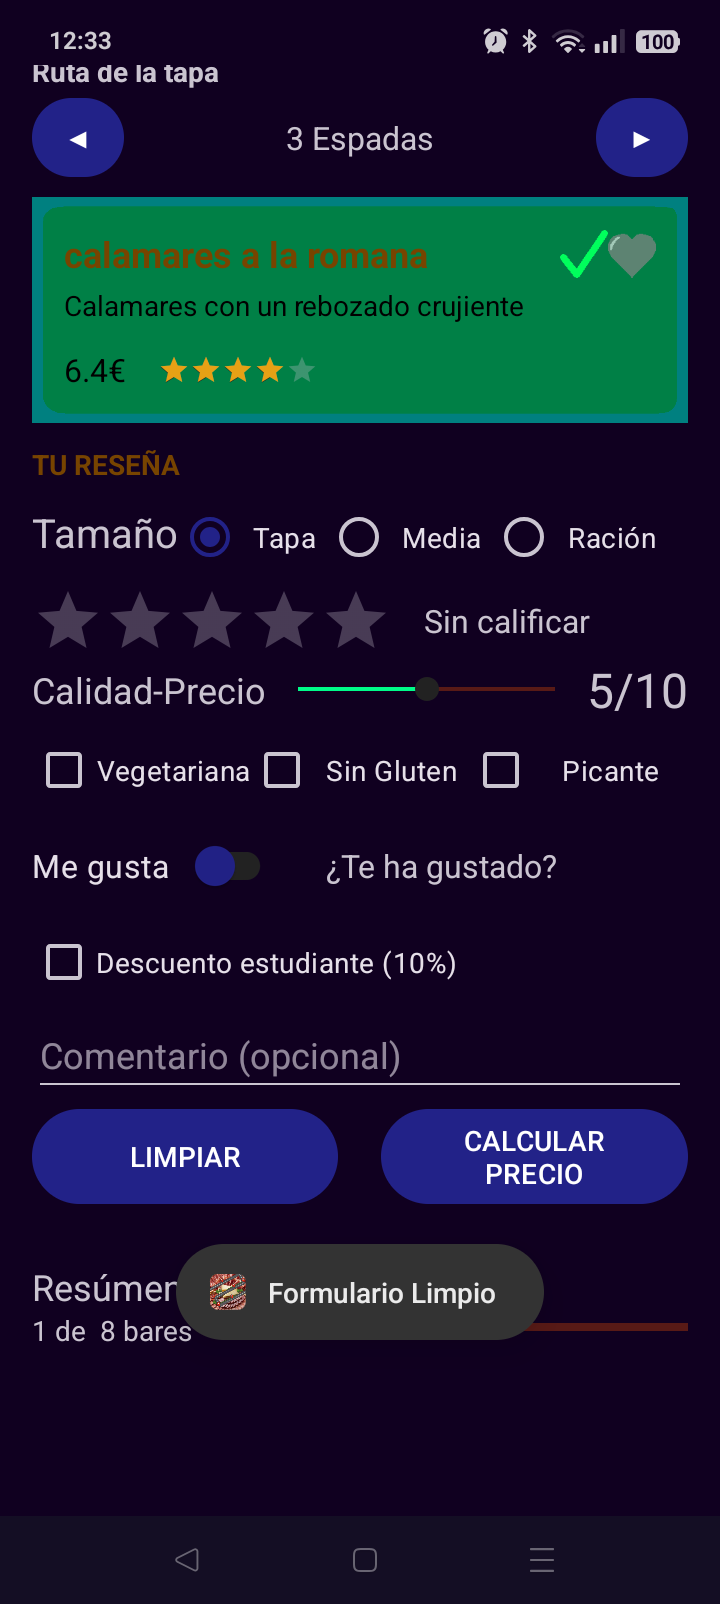 12:33
100
Ruta de la tapa
3 Espadas
calamares a la romana
Calamares con un rebozado crujiente
6.4€
TU RESEÑA
Tamaño Tapa Media Ración
Sin calificar
Calidad-Precio 5/10
Vegetariana Sin Gluten Picante
Me gusta ¿Te ha gustado?
Descuento estudiante (10%)
Comentario (opcional)
LIMPIAR
CALCULAR
PRECIO
Resúmen
Formulario Limpio
1 de 8 bares